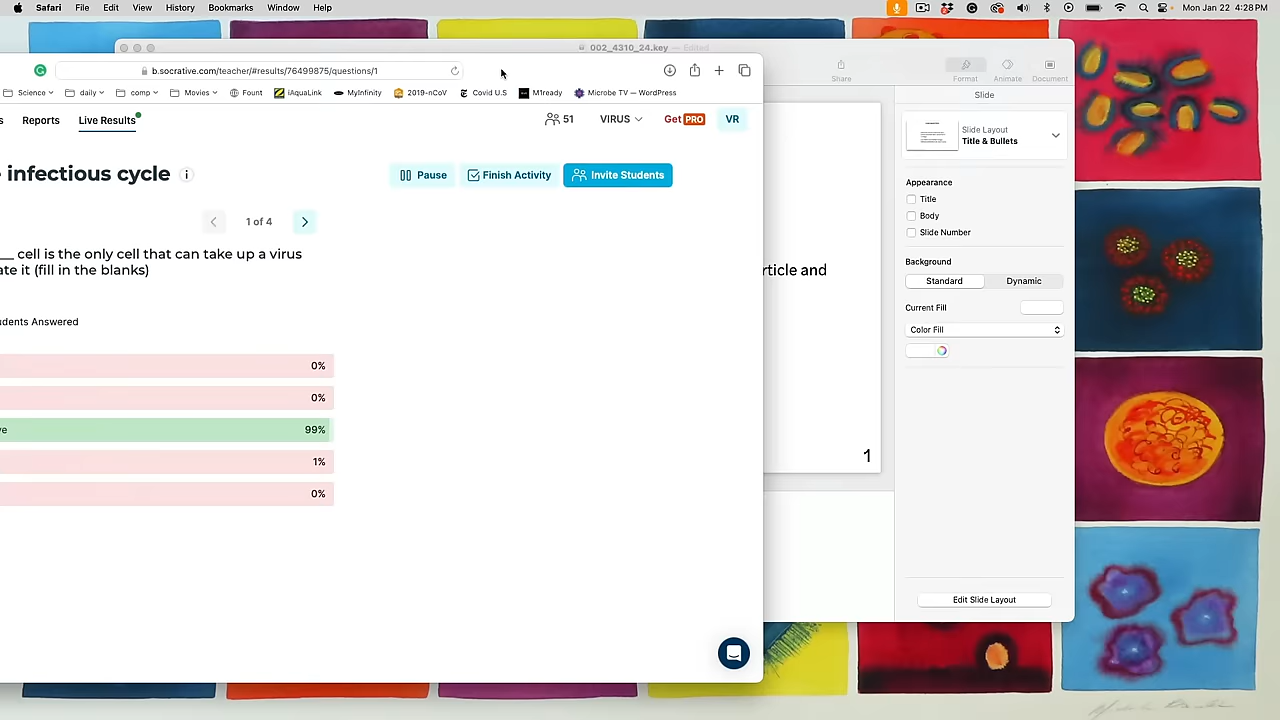 Safari File Edit View History Bookmarks Window Help Mon Jan 22 4:28 PM
002_4310_24.key — Edited
b.socrative.com/teacher/#results/76499875/questions/1
Share Format Animate Document
Science daily comp Movies Fount iAquaLink MyInfinity 2019-nCoV Covid U.S M1ready Microbe TV — WordPress
Slide
s Reports Live Results 51 VIRUS Get PRO VR
Slide Layout
Title & Bullets
infectious cycle i
Pause Finish Activity Invite Students
Appearance
Title
Body
Slide Number
1 of 4
__ cell is the only cell that can take up a virus
ate it (fill in the blanks)
rticle and
Background
Standard Dynamic
Current Fill
Color Fill
udents Answered
0%
0%
ve 99%
1%
0%
1
Edit Slide Layout